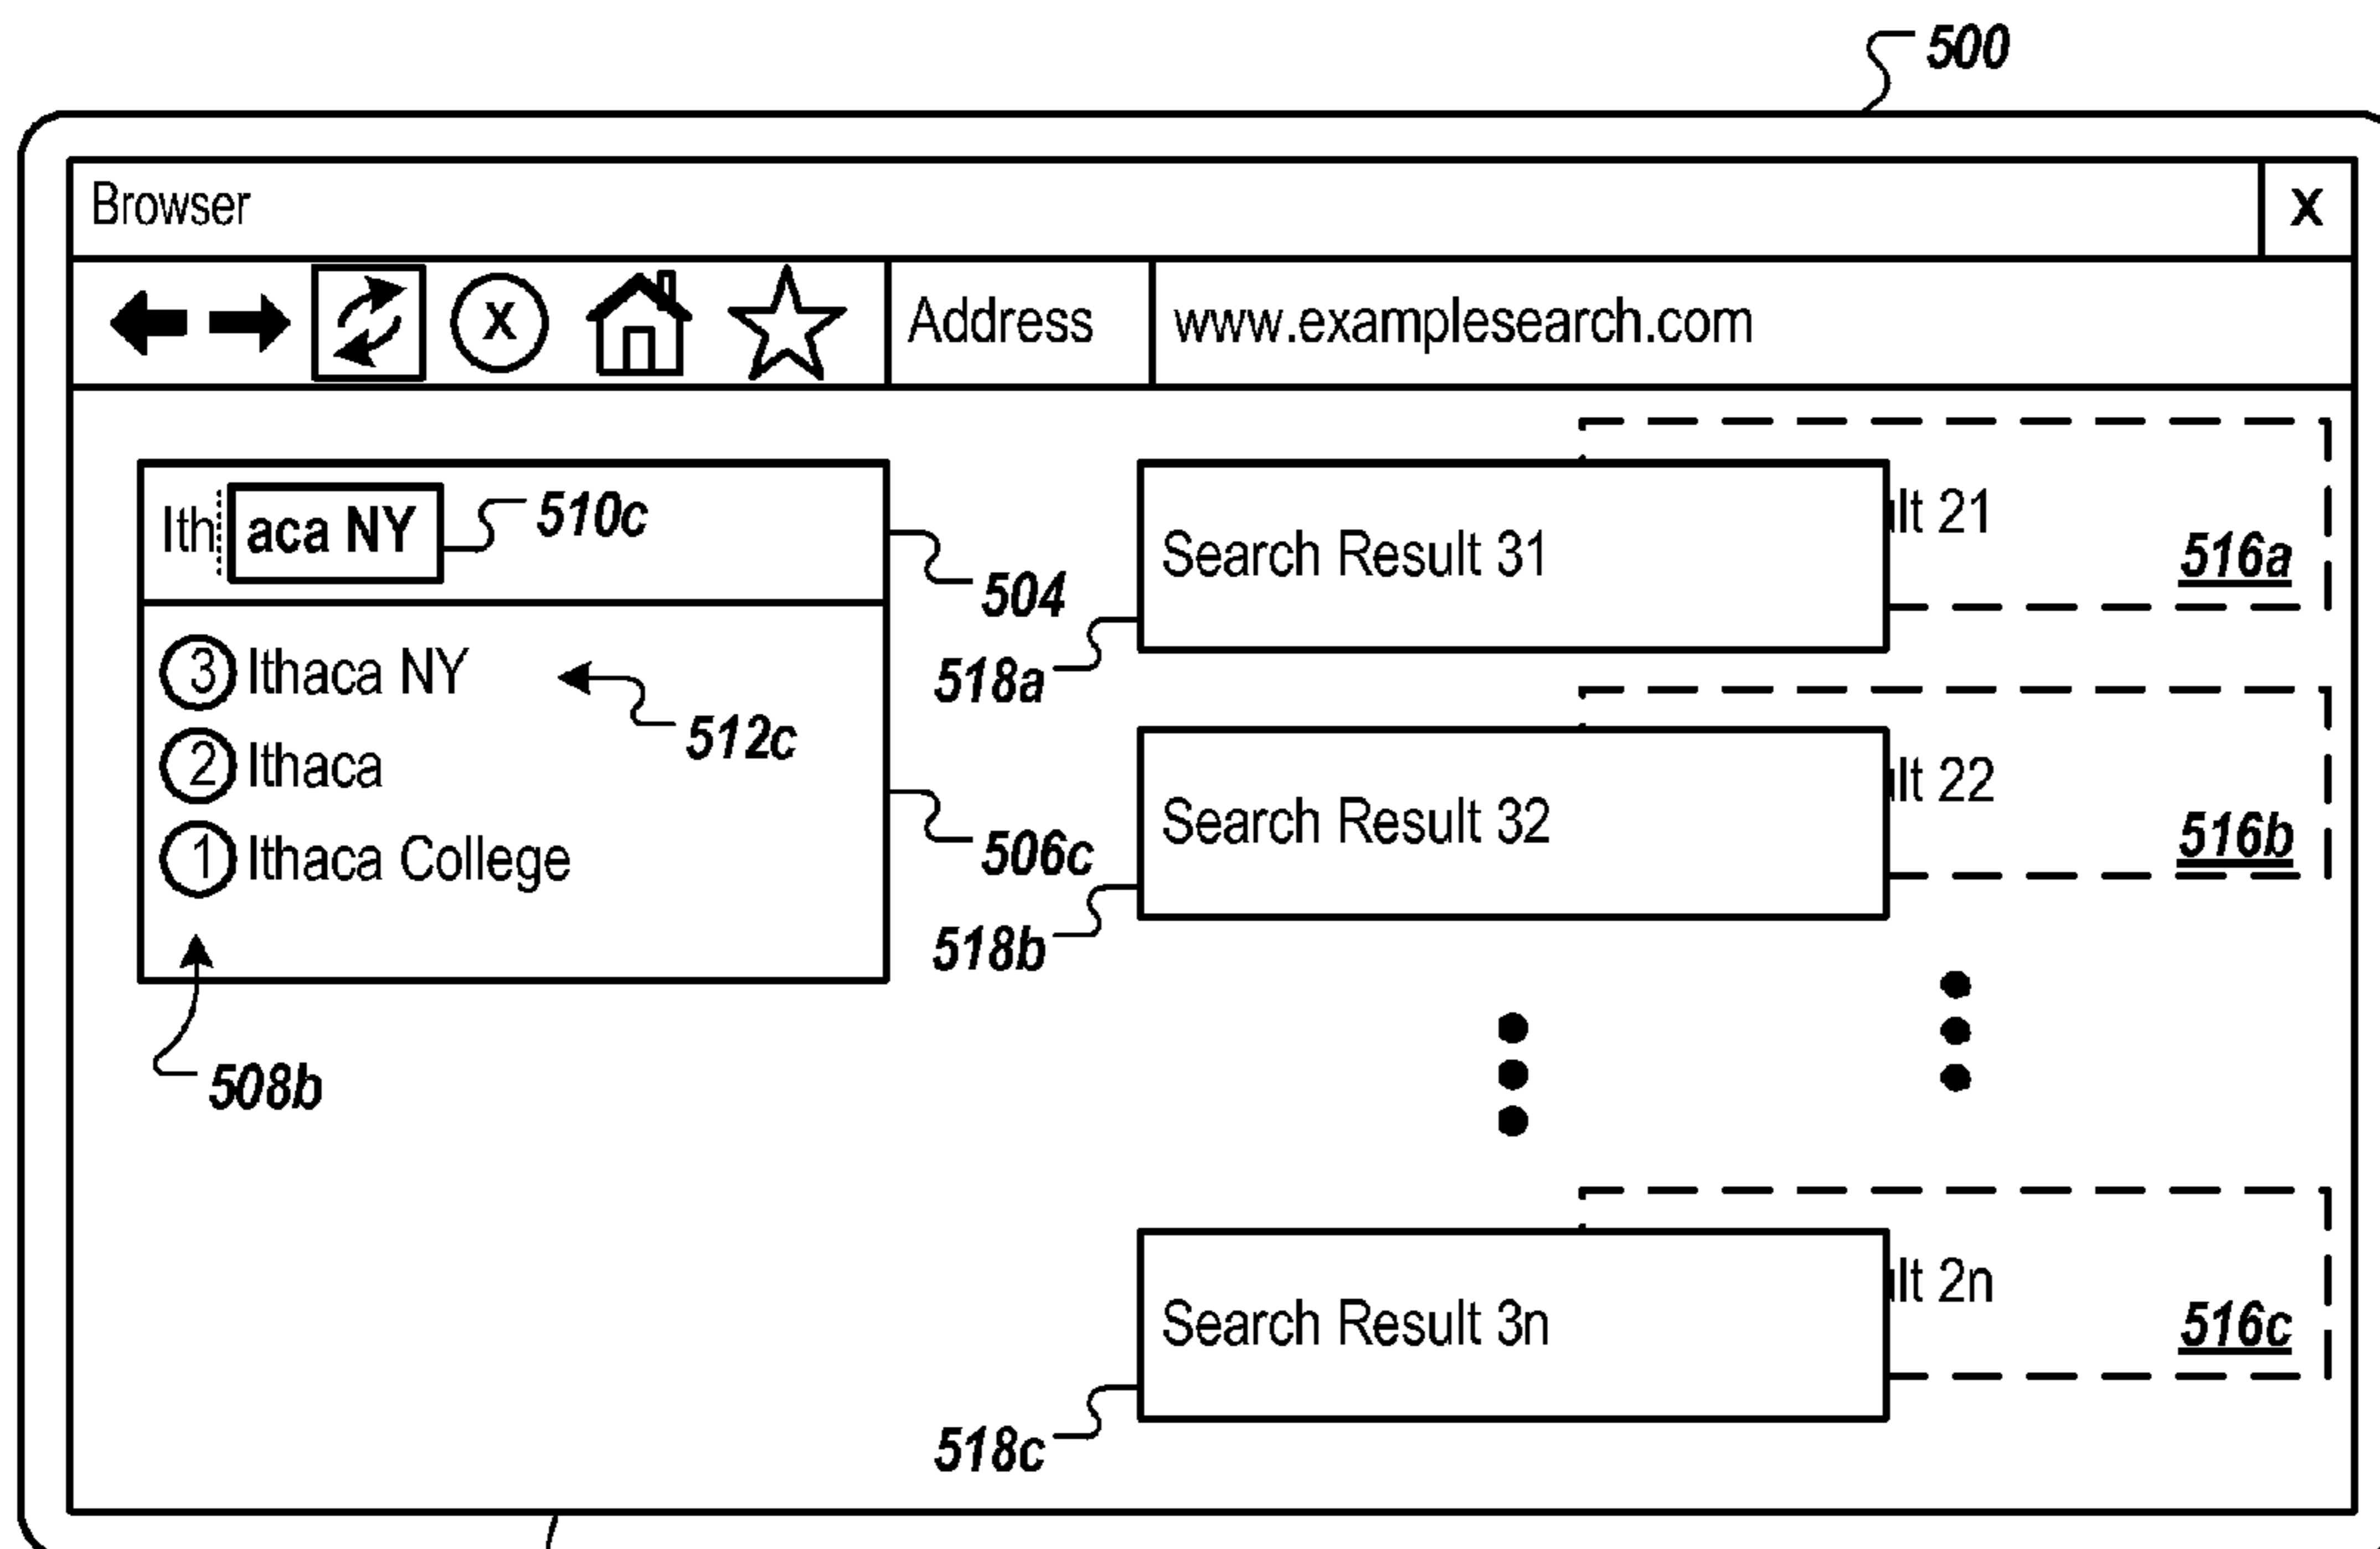 500
Browser X
X Address www.examplesearch.com
Ith aca NY 510c
504
3 Ithaca NY
512c
2 Ithaca
1 Ithaca College
506c
508b
Search Result 31
lt 21
516a
518a
Search Result 32
lt 22
516b
518b
Search Result 3n
lt 2n
516c
518c